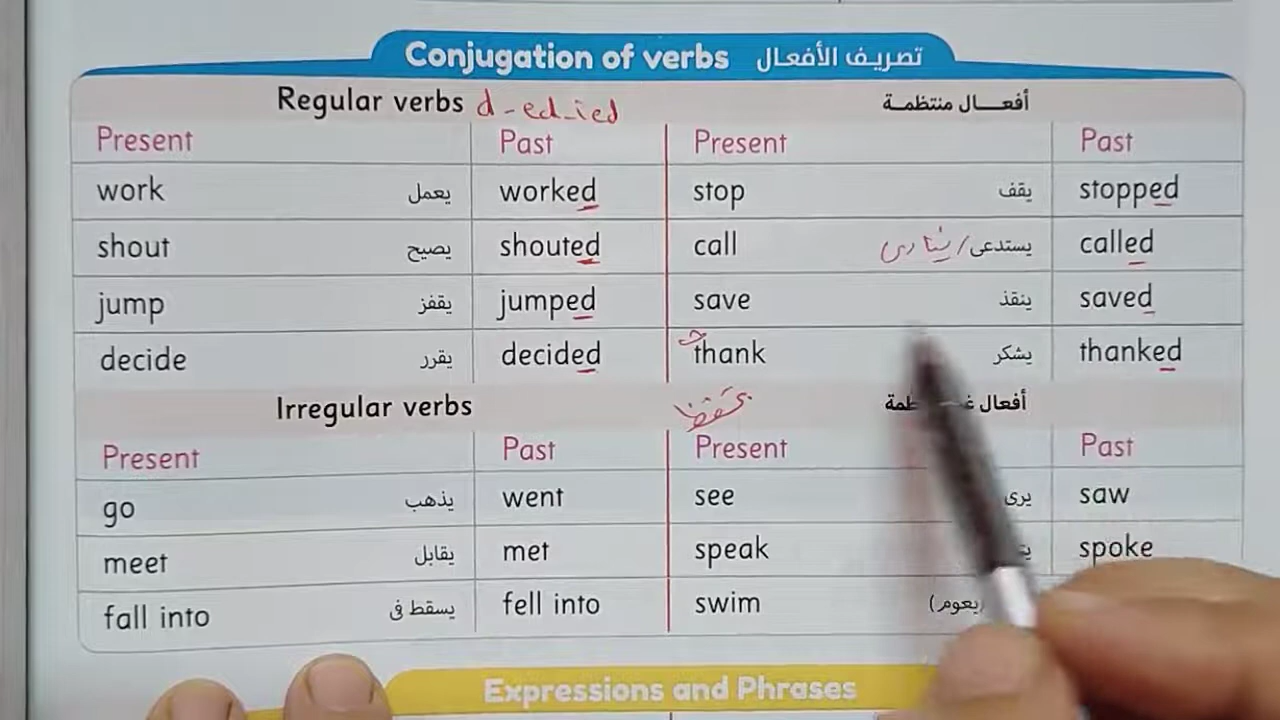 Conjugation of verbs تصريف الأفعال
Regular verbs d-ed-ied أفعال منتظمة
Present Past Present Past
work يعمل worked stop يقف stopped
shout يصيح shouted call يستدعى/ينادى called
jump يقفز jumped save ينقذ saved
decide يقرر decided thank يشكر thanked
Irregular verbs أفعال
Present Past Present Past
go يذهب went see يرى saw
meet يقابل met speak spoke
fall into يسقط فى fell into swim (يعوم)
Expressions and Phrases